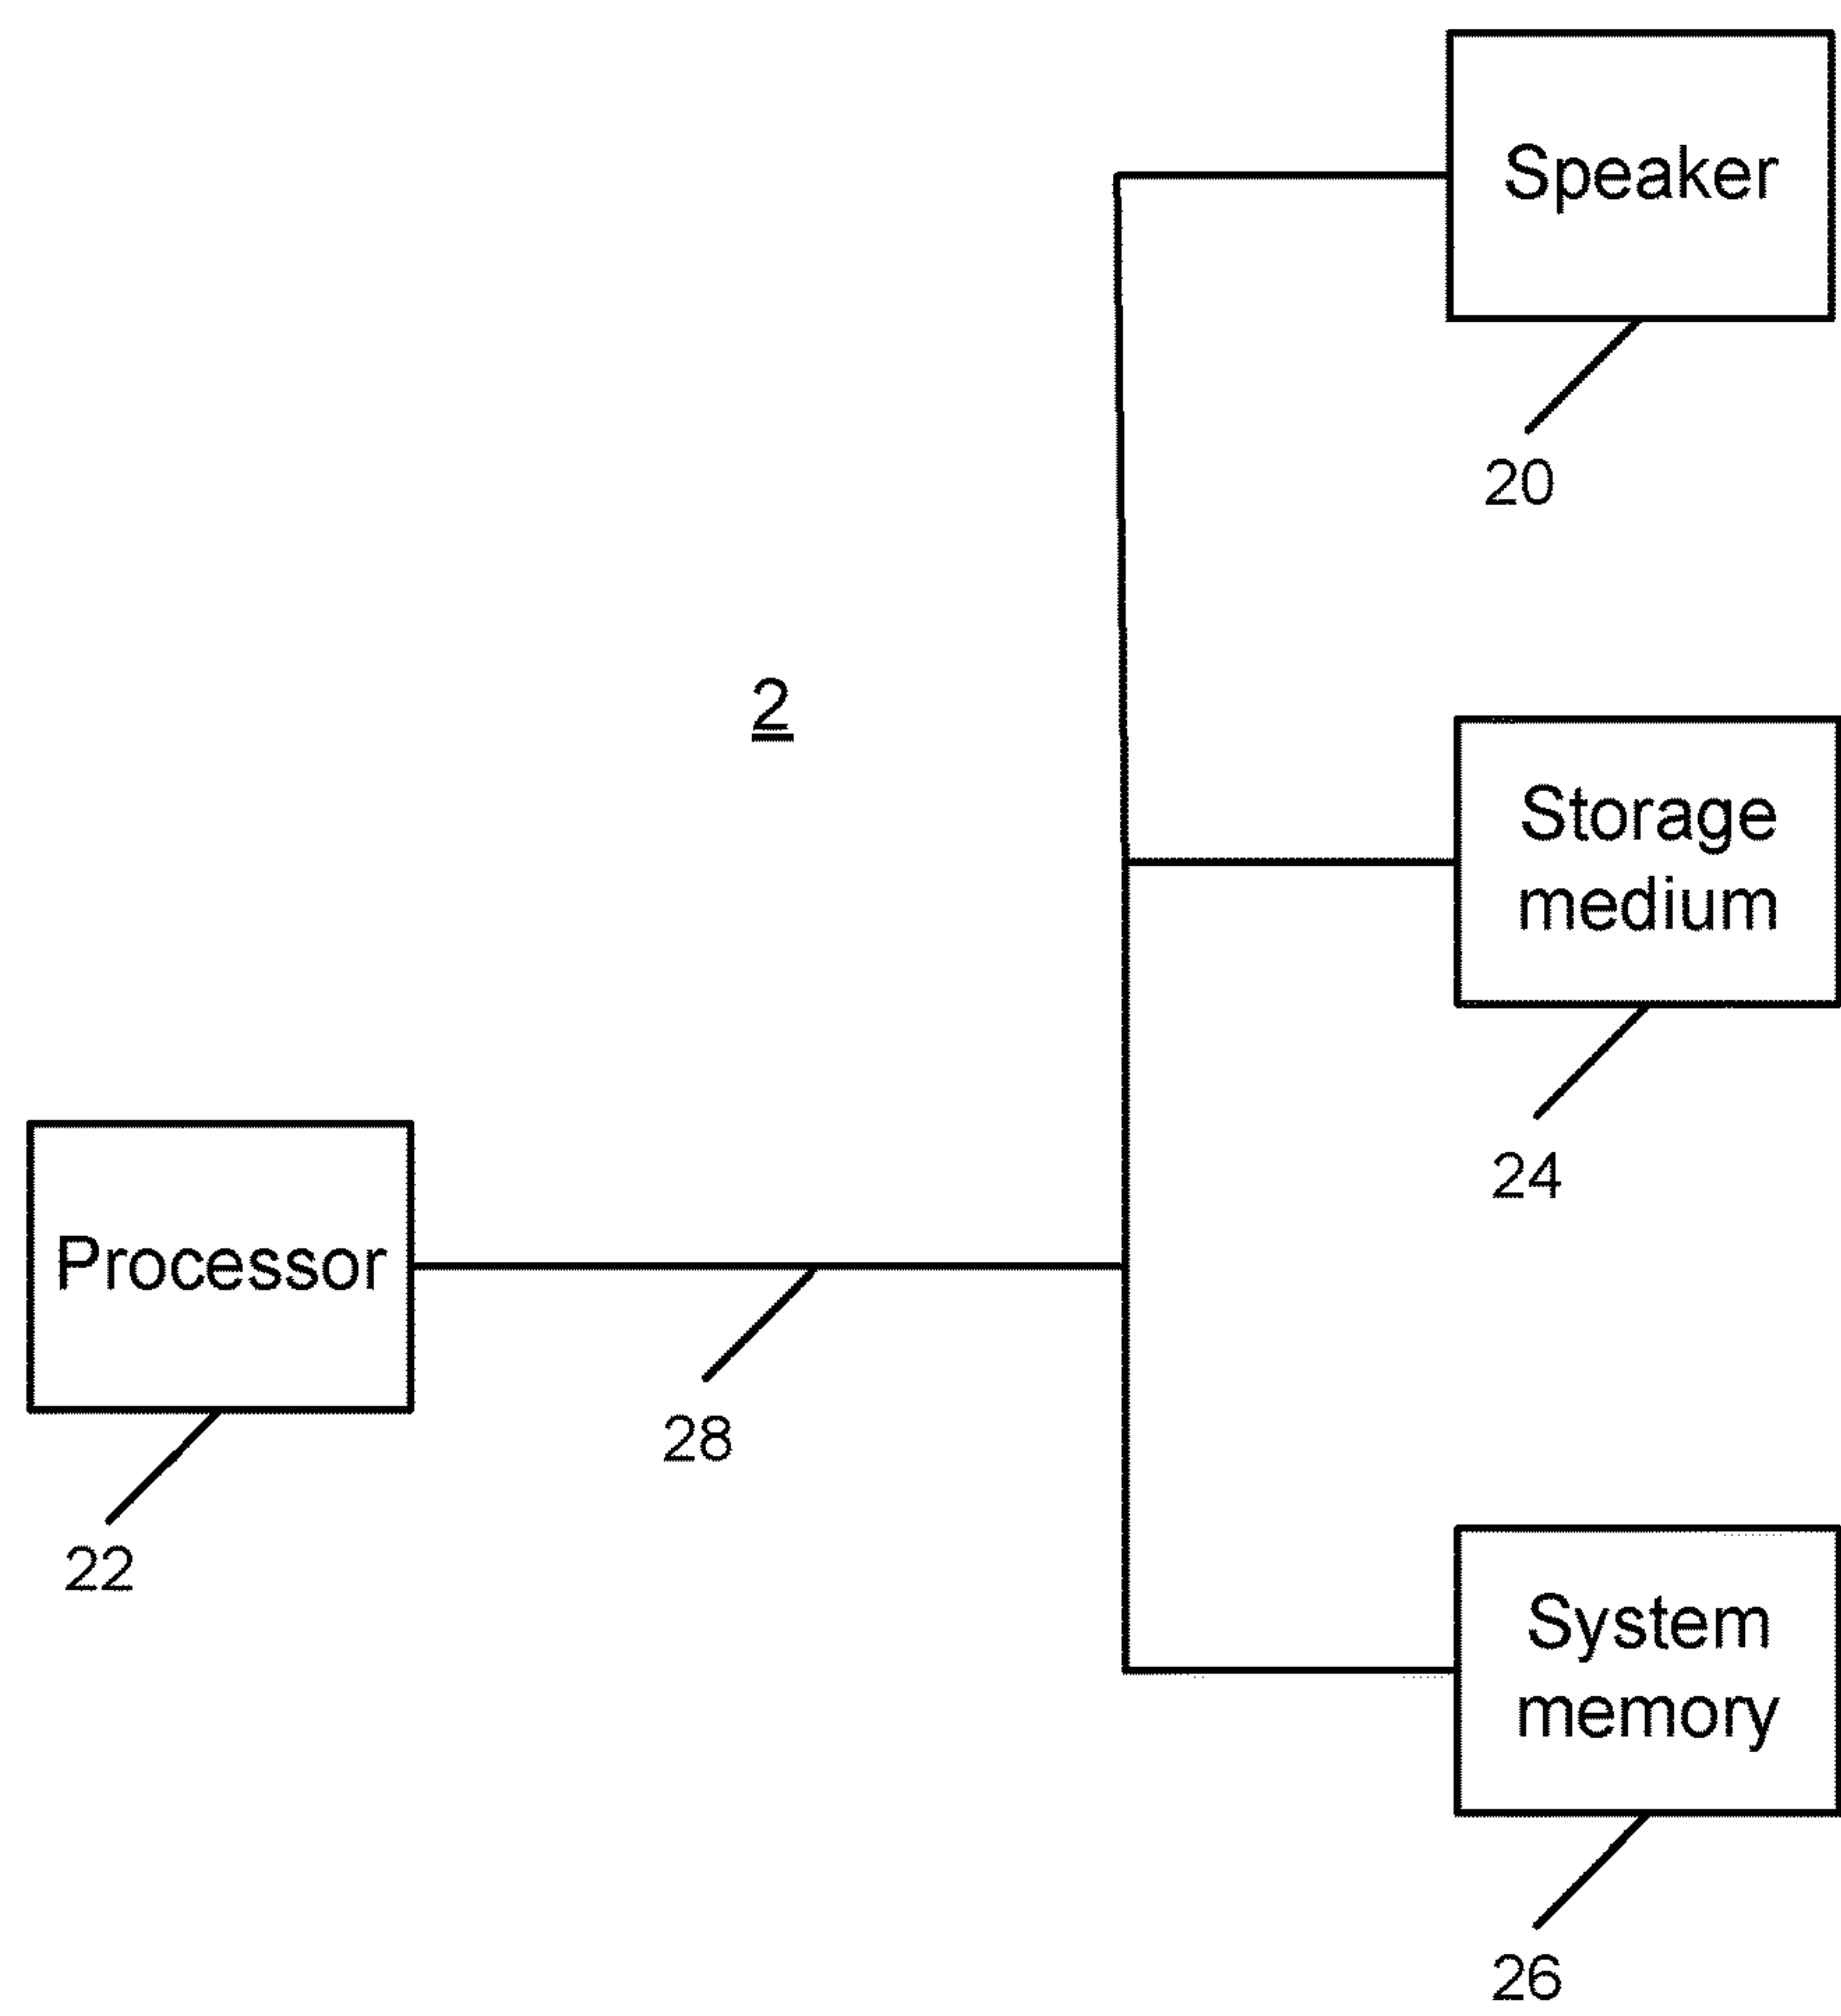 Speaker
20
2
Storage
medium
24
Processor
28
22
System
memory
26